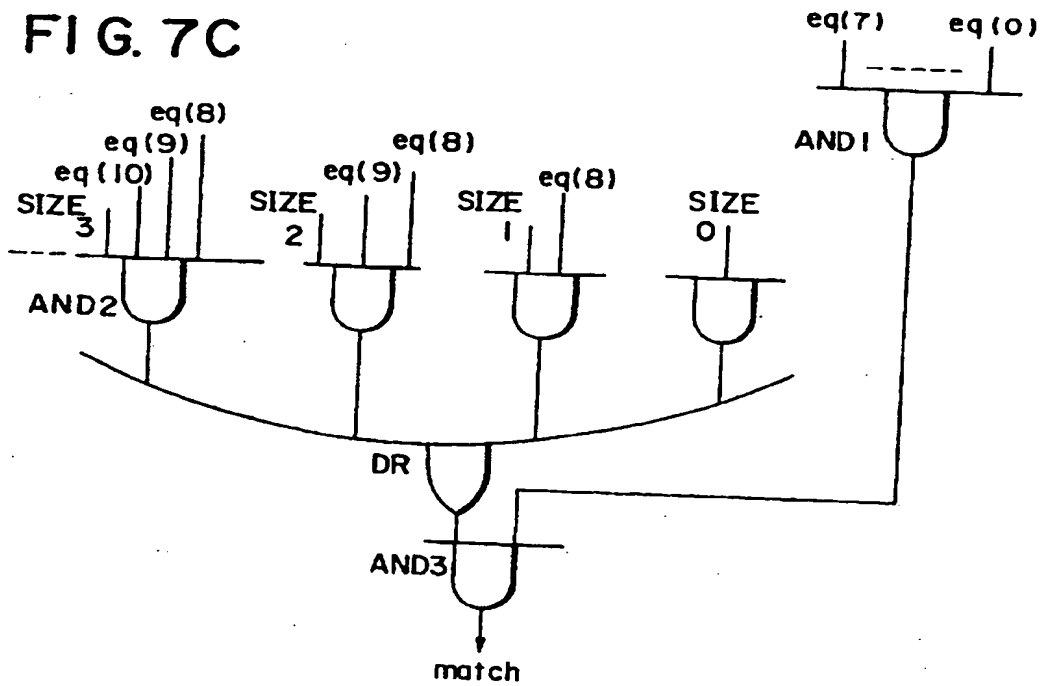 FIG. 7C
eq(7) eq(0)
AND1
eq(8)
eq(9)
eq(10)
SIZE
3
eq(8)
eq(9)
SIZE
2
eq(8)
SIZE
1
SIZE
0
AND2
DR
AND3
match